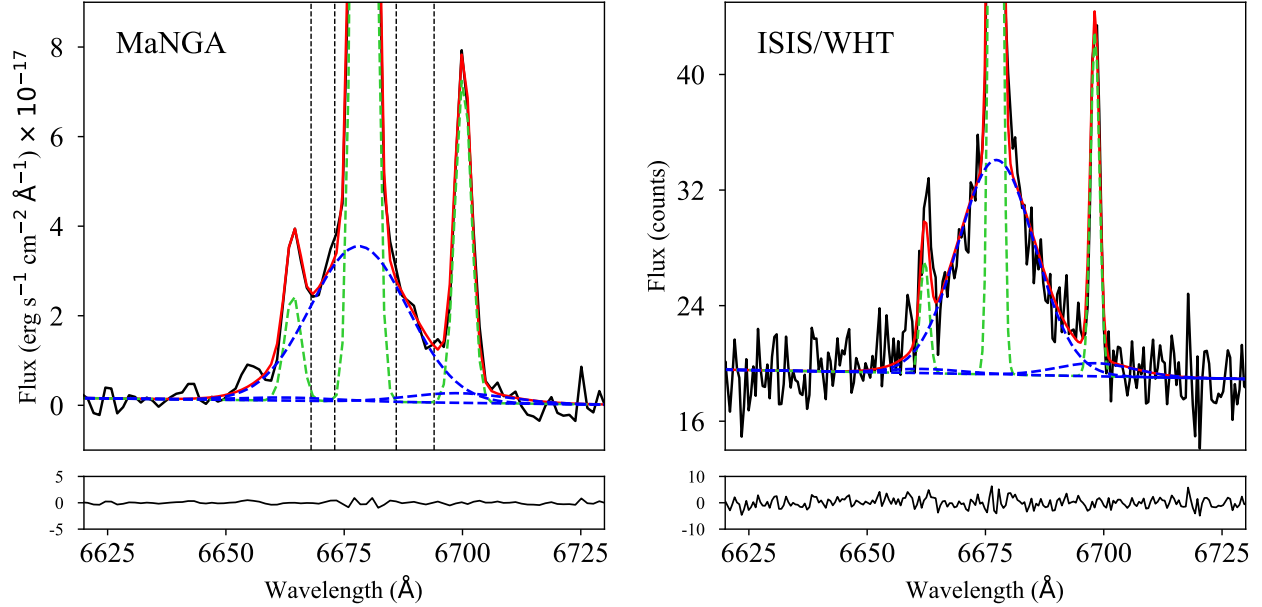 MaNGA
8
6
4
2
0
Flux (erg s⁻¹ cm⁻² Å⁻¹) × 10⁻¹⁷
5
0
-5
6625 6650 6675 6700 6725
Wavelength (Å)
ISIS/WHT
40
32
24
16
Flux (counts)
10
0
-10
6625 6650 6675 6700 6725
Wavelength (Å)